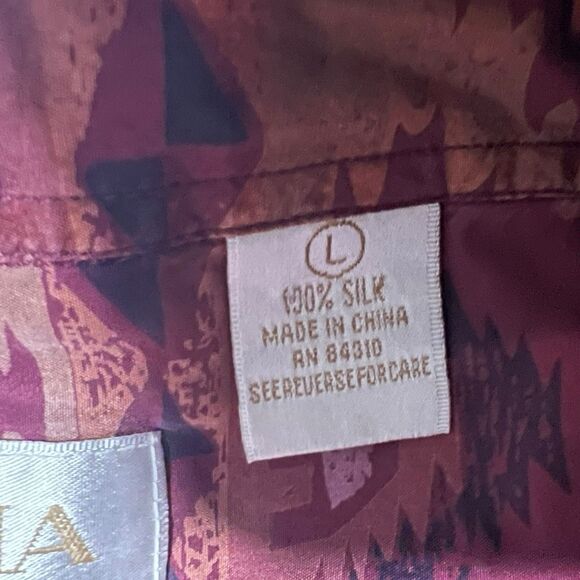 L
100% SILK
MADE IN CHINA
RN 84310
SEEREVERSEFORCARE